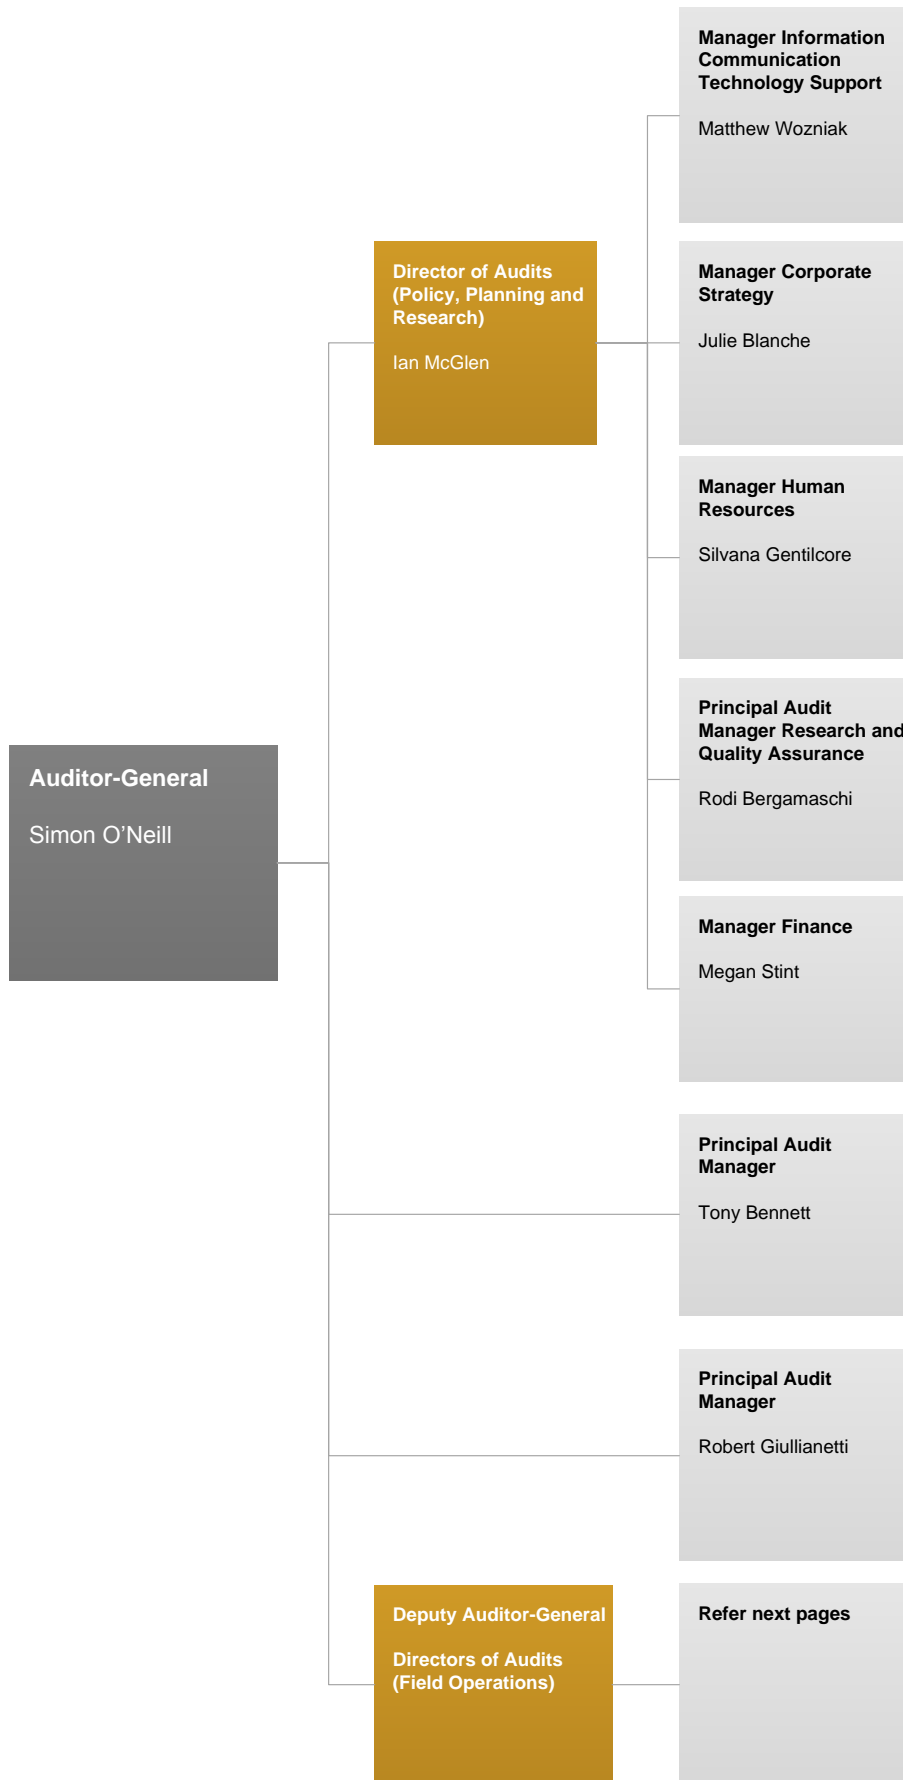 Manager Information
Communication
Technology Support
Matthew Wozniak
Director of Audits
(Policy, Planning and
Research)
Ian McGlen
Manager Corporate
Strategy
Julie Blanche
Manager Human
Resources
Silvana Gentilcore
Principal Audit
Manager Research and
Quality Assurance
Rodi Bergamaschi
Auditor-General
Simon O’Neill
Manager Finance
Megan Stint
Principal Audit
Manager
Tony Bennett
Principal Audit
Manager
Robert Giullianetti
Deputy Auditor-General
Directors of Audits
(Field Operations)
Refer next pages